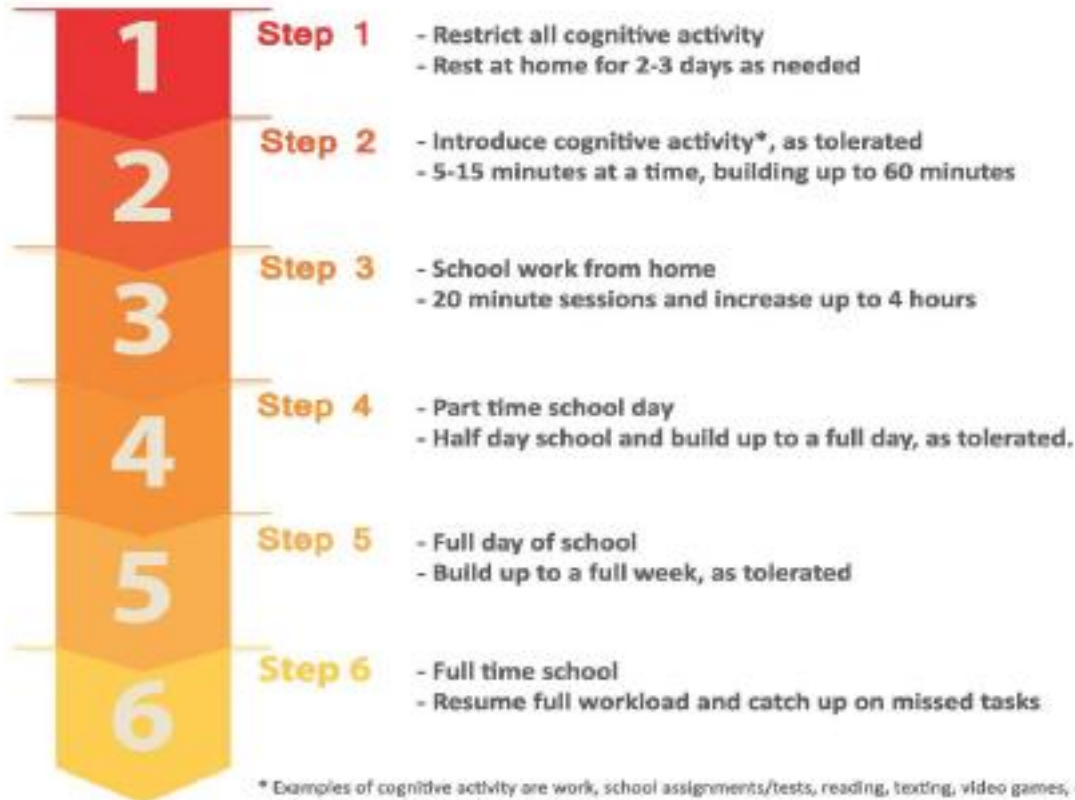 1
Step 1
- Restrict all cognitive activity
- Rest at home for 2-3 days as needed
2
Step 2
- Introduce cognitive activity*, as tolerated
- 5-15 minutes at a time, building up to 60 minutes
3
Step 3
- School work from home
- 20 minute sessions and increase up to 4 hours
4
Step 4
- Part time school day
- Half day school and build up to a full day, as tolerated.
5
Step 5
- Full day of school
- Build up to a full week, as tolerated
6
Step 6
- Full time school
- Resume full workload and catch up on missed tasks
* Examples of cognitive activity are work, school assignments/tests, reading, texting, video games,